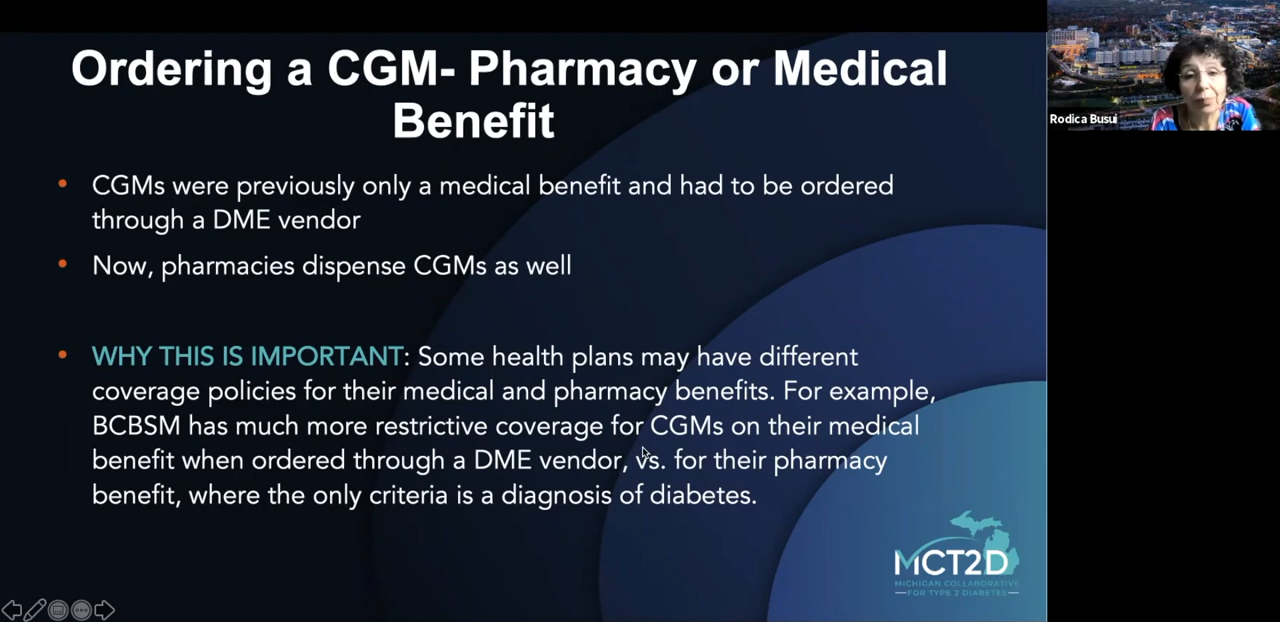 Ordering a CGM- Pharmacy or Medical
Benefit
Rodica Busui
• CGMs were previously only a medical benefit and had to be ordered
through a DME vendor
• Now, pharmacies dispense CGMs as well
• WHY THIS IS IMPORTANT: Some health plans may have different
coverage policies for their medical and pharmacy benefits. For example,
BCBSM has much more restrictive coverage for CGMs on their medical
benefit when ordered through a DME vendor, vs. for their pharmacy
benefit, where the only criteria is a diagnosis of diabetes.
MCT2D
MICHIGAN COLLABORATIVE
FOR TYPE 2 DIABETES